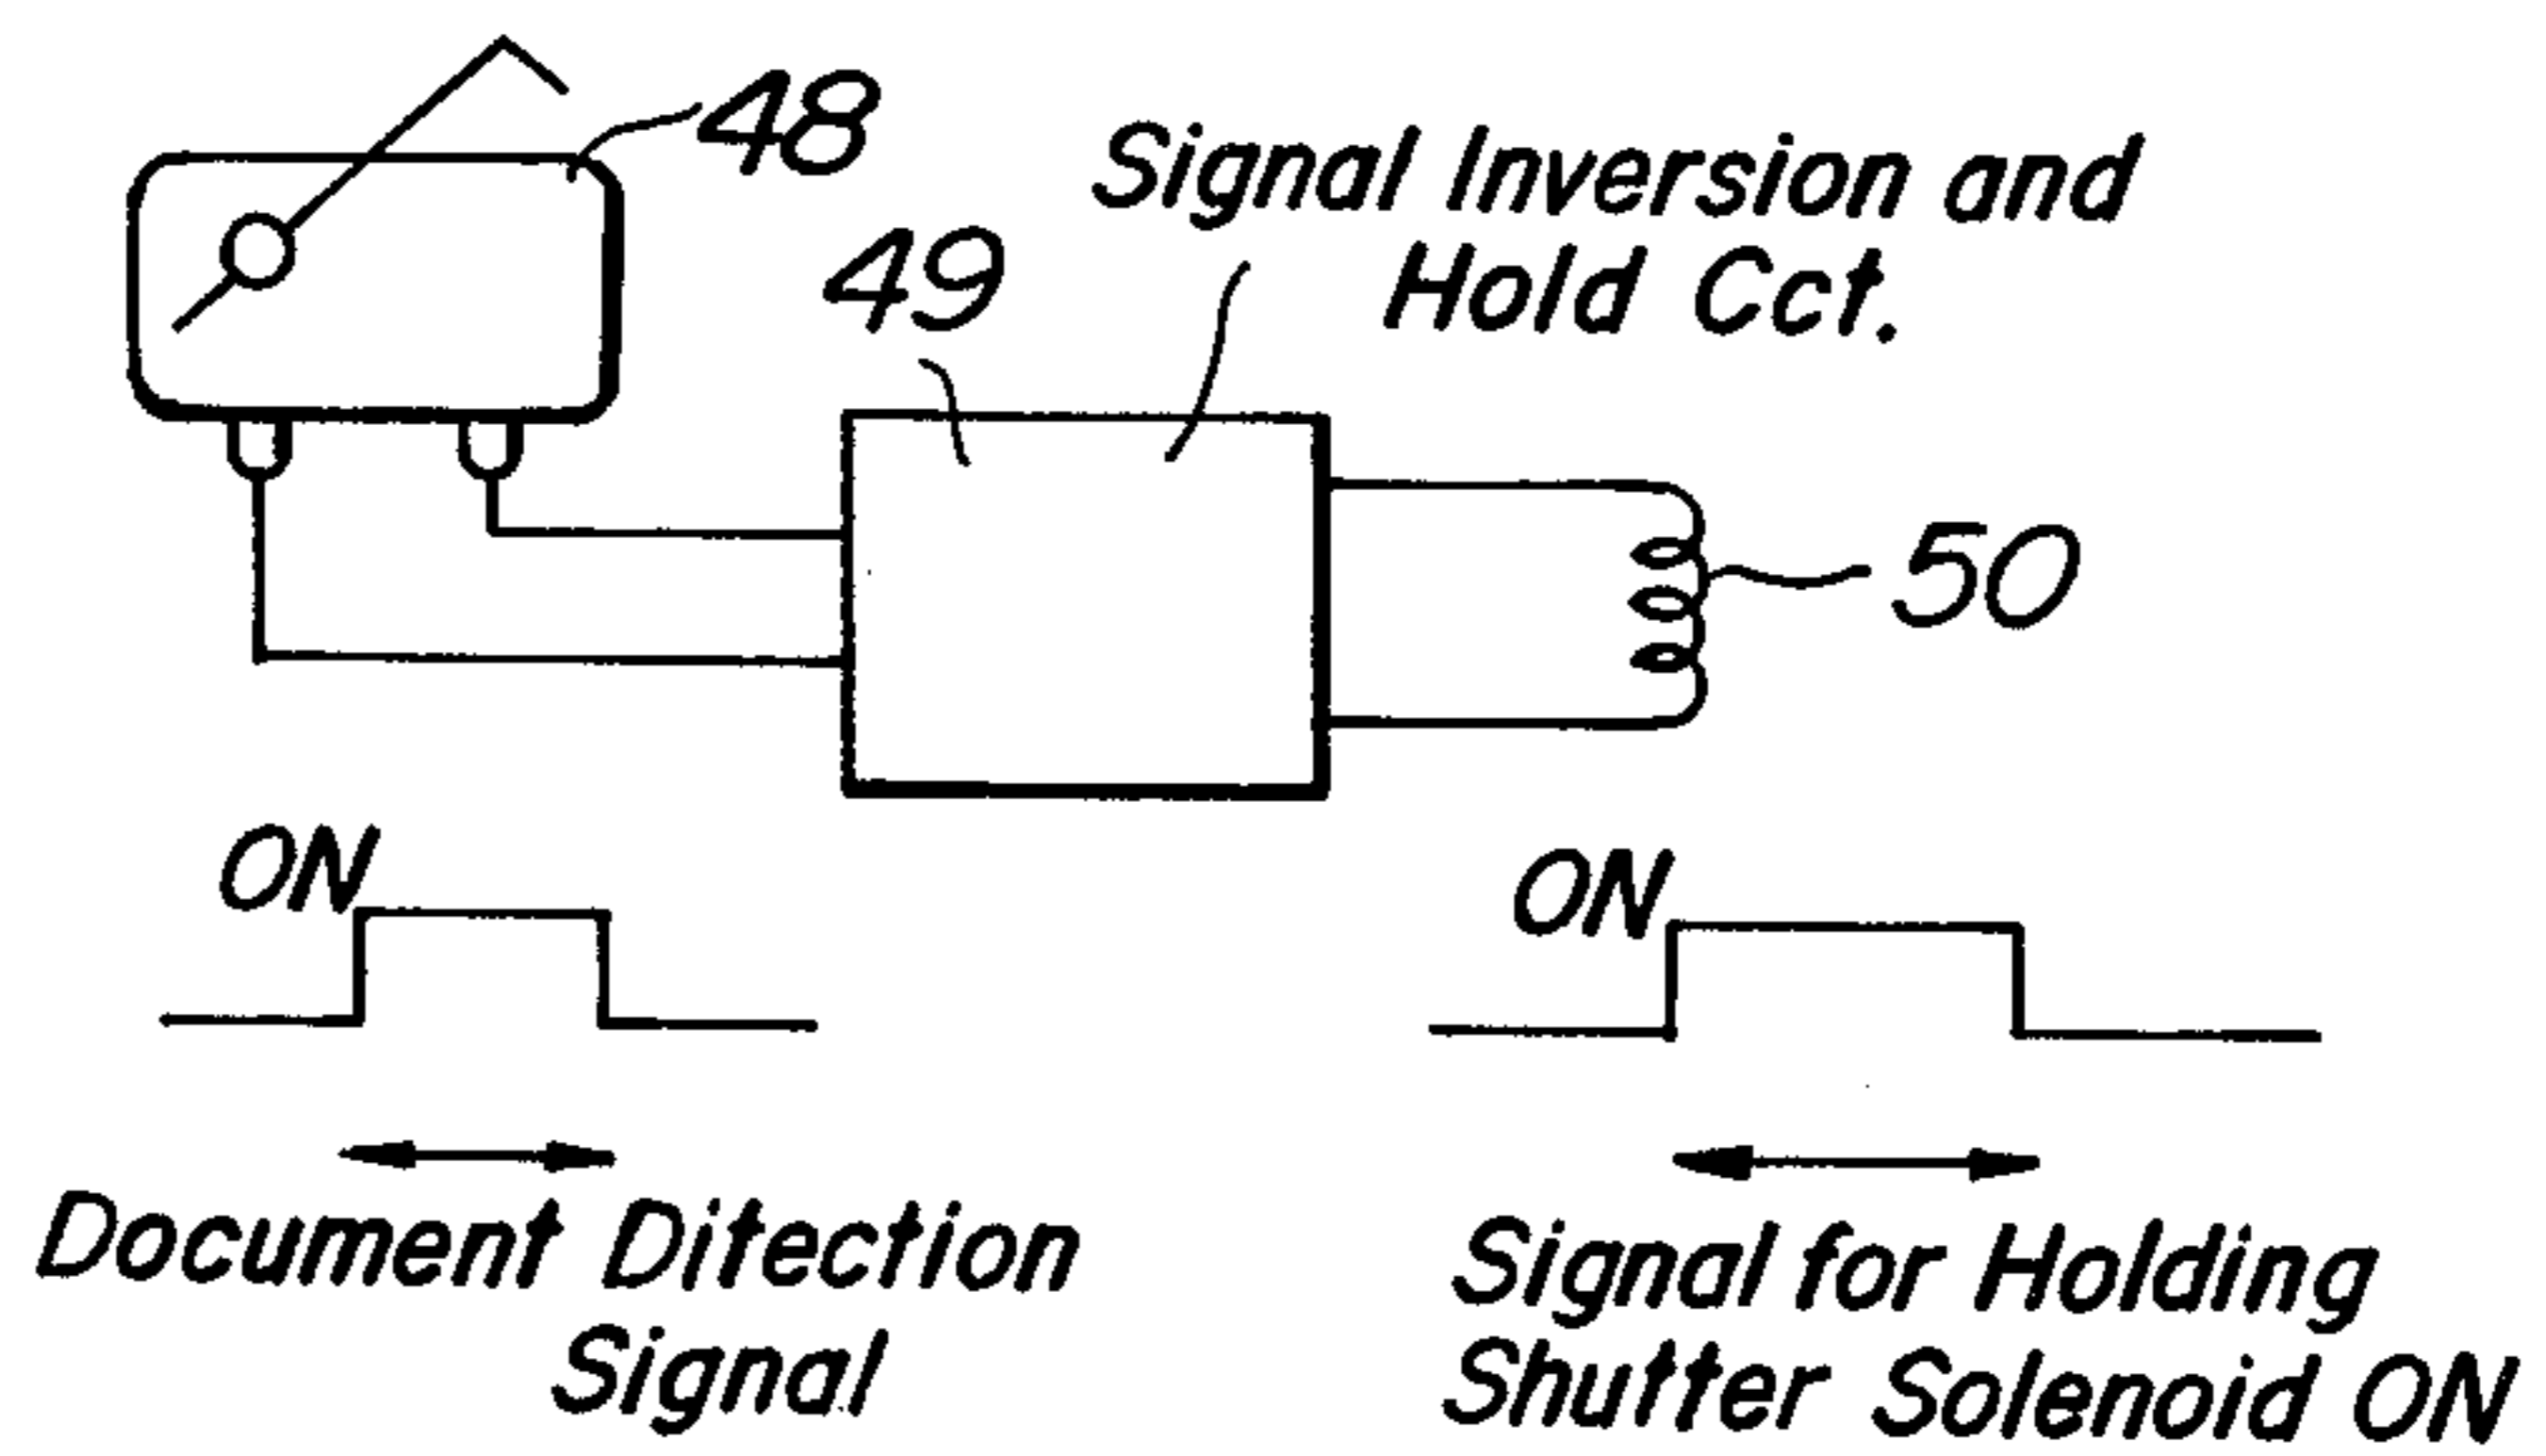 48
Signal Inversion and
Hold Cct.
49
50
ON
ON
Document Ditection
Signal
Signal for Holding
Shutter Solenoid ON